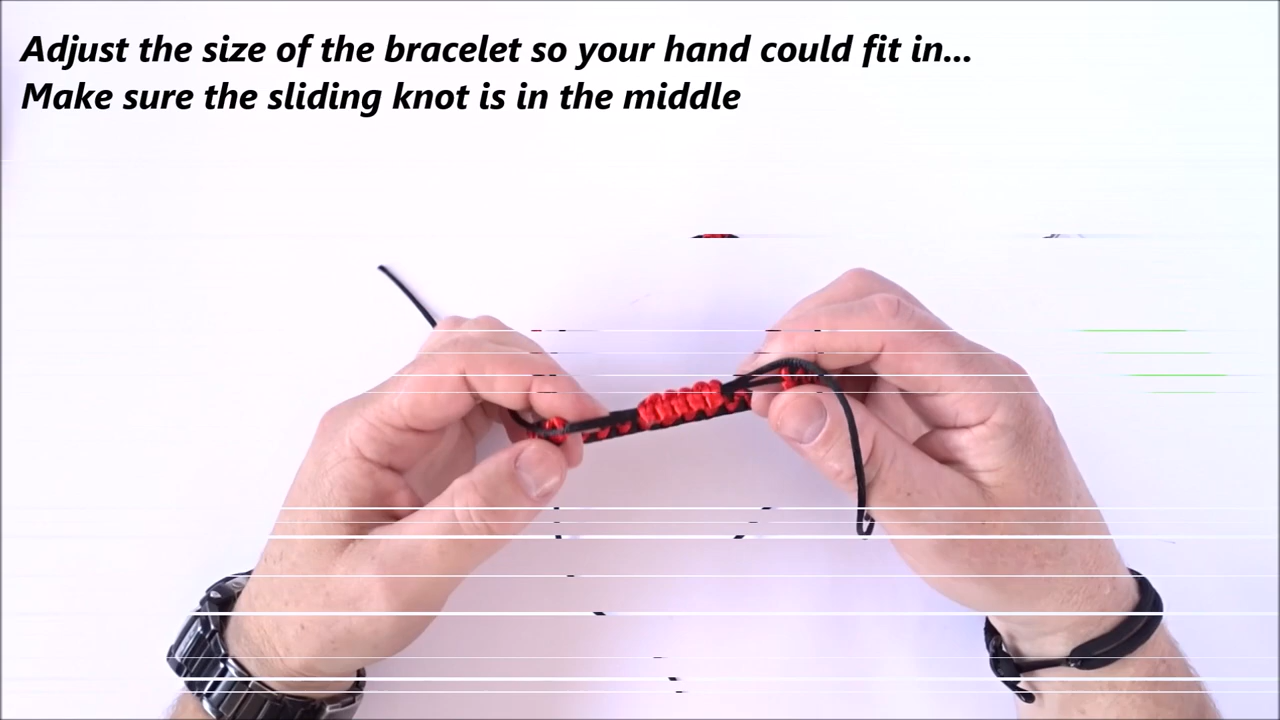 Adjust the size of the bracelet so your hand could fit in...
Make sure the sliding knot is in the middle